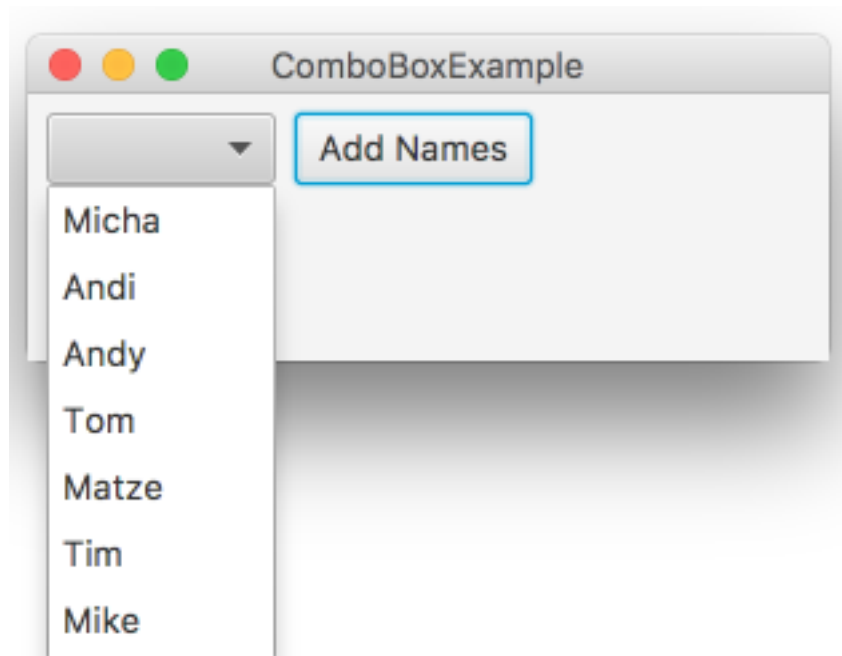 ComboBoxExample
Add Names
Micha
Andi
Andy
Tom
Matze
Tim
Mike